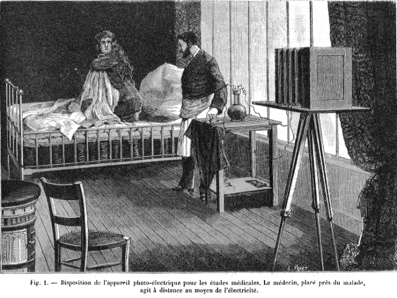 Fig. 1. — Disposition de l'appareil photo-électrique pour les études médicales. Le médecin, placé près du malade,
agit à distance au moyen de l'électricité.